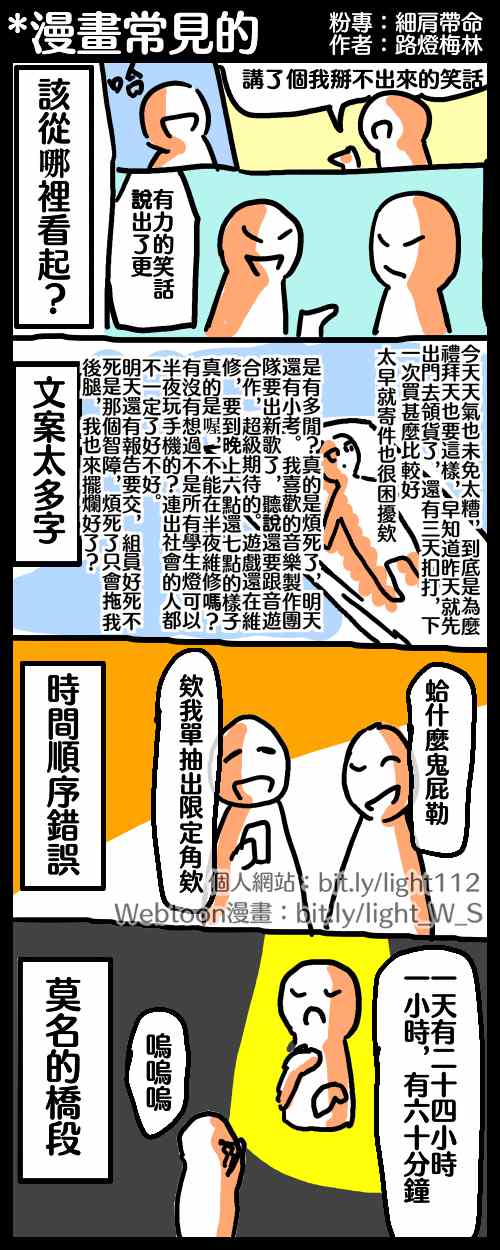 *漫畫常見的
粉專：細肩帶命
作者：路燈梅林
該從哪裡看起？
哈
講了個我掰不出來的笑話
有力的笑話
說出了更
文案太多字
今天天氣也未免太糟，到底是為麼
禮拜天也要這樣、早知道昨天就先
出門去領貨了，還有三天扣打，下
一次買甚麼比較好
太早就寄件也很困擾欸
是有多閒？真的是煩死了，明天
還有小考。我喜歡的音樂製作團
隊要出新歌了，聽說還要跟音遊
合作，超級期待的、遊戲還在維
修，要到晚上六點還七點的樣子
真的是喔，不能在半夜維修嗎？
有沒有想過不是所有學生燈可以
半夜玩手機的？連出社會的人都
不一定了好不好。
明天還有報告要交，組員好死不
死是那個智障，煩死了只會拖我
後腿，我也來擺爛好了？
時間順序錯誤
蛤什麼鬼屁勒
欸我單抽出限定角欸
個人網站：bit.ly/light112
Webtoon漫畫：bit.ly/light_W_S
莫名的橋段
一天有二十四小時
一小時，有六十分鐘
嗚嗚嗚